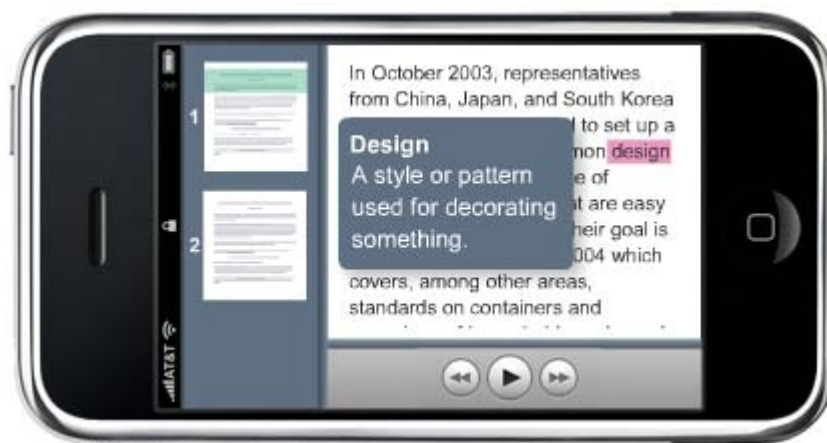 AT&T
1
2
In October 2003, representatives
from China, Japan, and South Korea
to set up a
design
of
are easy
heir goal is
004 which
covers, among other areas,
standards on containers and
Design
A style or pattern
used for decorating
something.